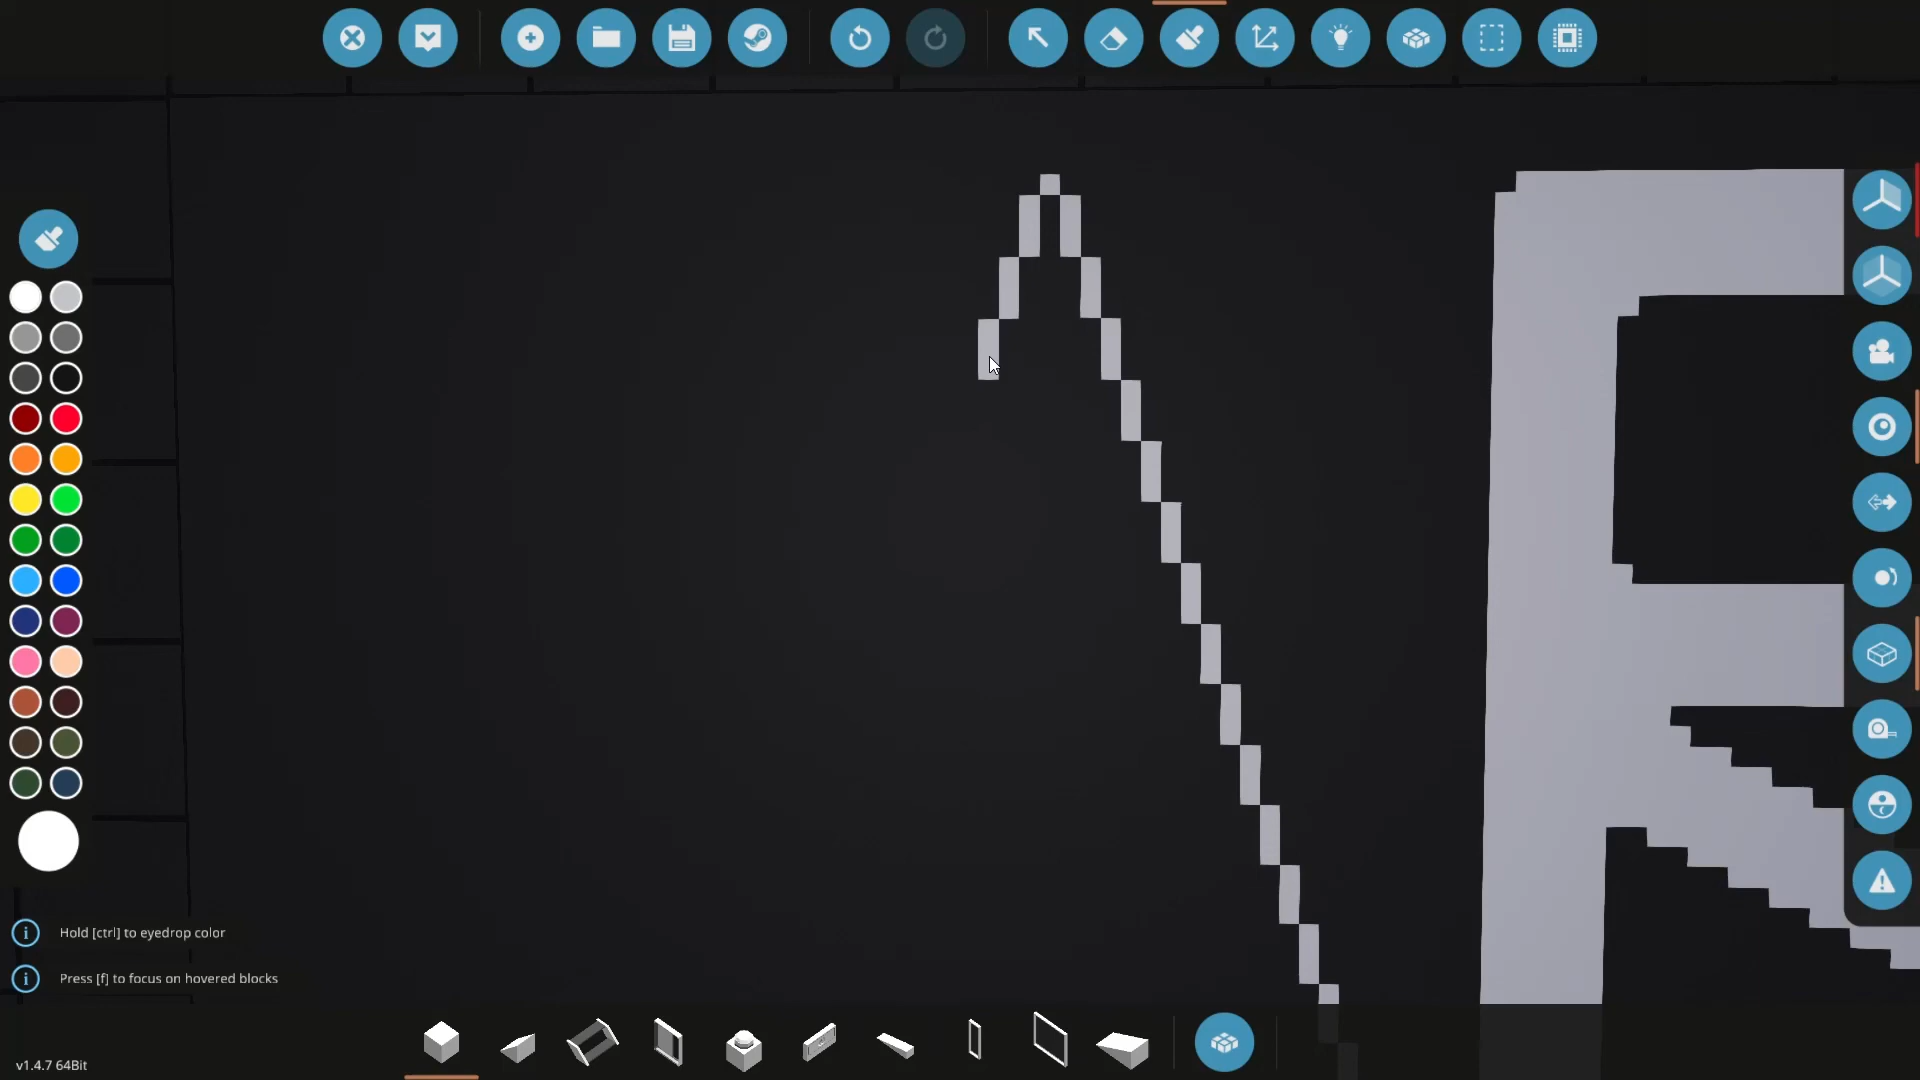 R
Hold [ctrl] to eyedrop color
Press [f] to focus on hovered blocks
v1.4.7 64Bit